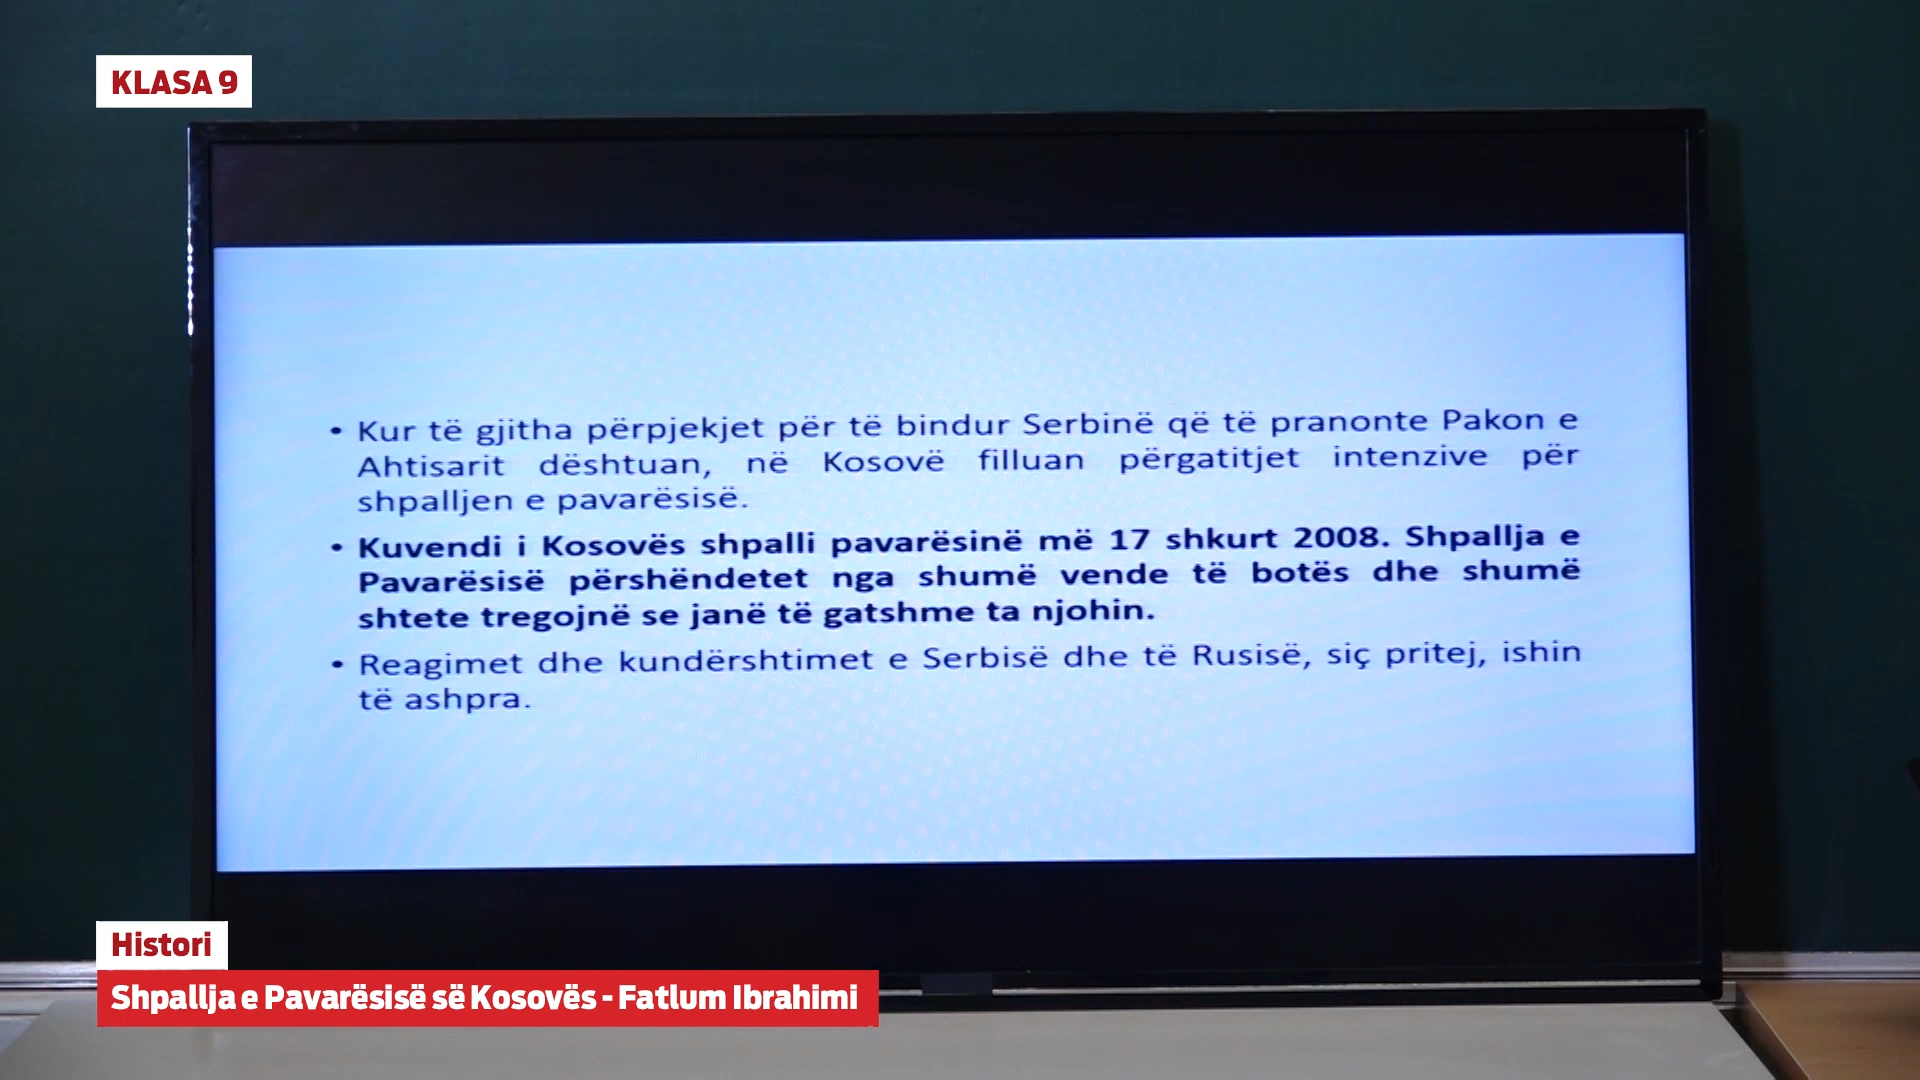 KLASA 9
• Kur të gjitha përpjekjet për të bindur Serbinë që të pranonte Pakon e
Ahtisarit dështuan, në Kosovë filluan përgatitjet intenzive për
shpalljen e pavarësisë.
• Kuvendi i Kosovës shpalli pavarësinë më 17 shkurt 2008. Shpallja e
Pavarësisë përshëndetet nga shumë vende të botës dhe shumë
shtete tregojnë se janë të gatshme ta njohin.
• Reagimet dhe kundërshtimet e Serbisë dhe të Rusisë, siç pritej, ishin
të ashpra.
Histori
Shpallja e Pavarësisë së Kosovës - Fatlum Ibrahimi